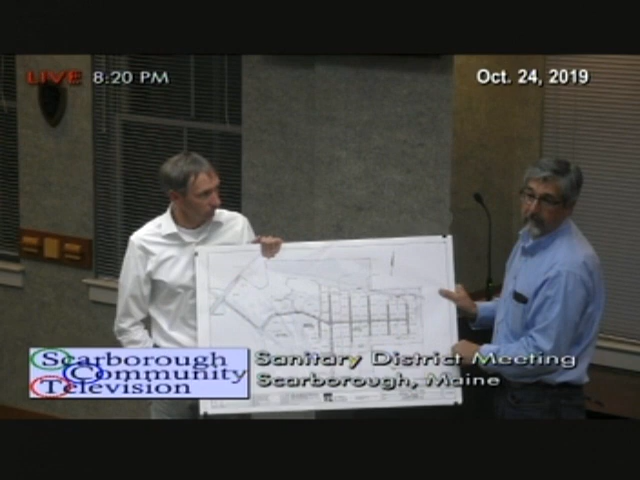 LIVE 8:20 PM
Oct. 24, 2019
Scarborough
Community
Television
Sanitary District Meeting
Scarborough, Maine